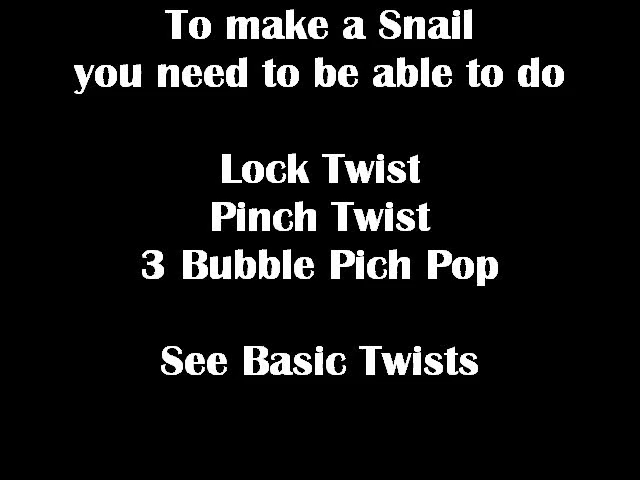 To make a Snail
you need to be able to do
Lock Twist
Pinch Twist
3 Bubble Pich Pop
See Basic Twists